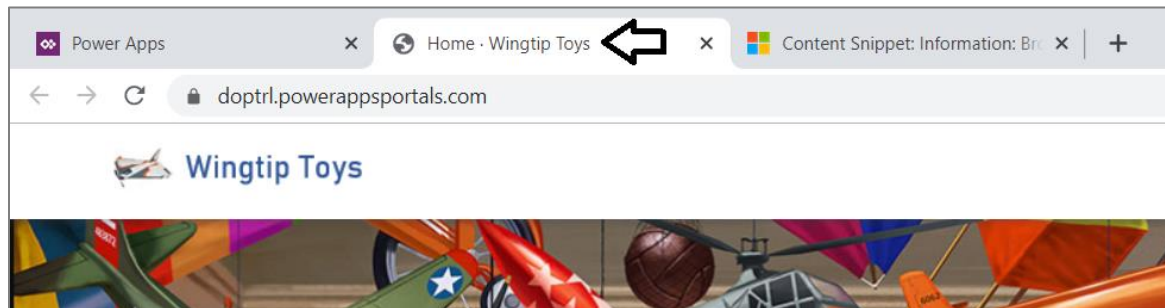 Power Apps
Home · Wingtip Toys
Content Snippet: Information: Br
doptrl.powerappsportals.com
Wingtip Toys